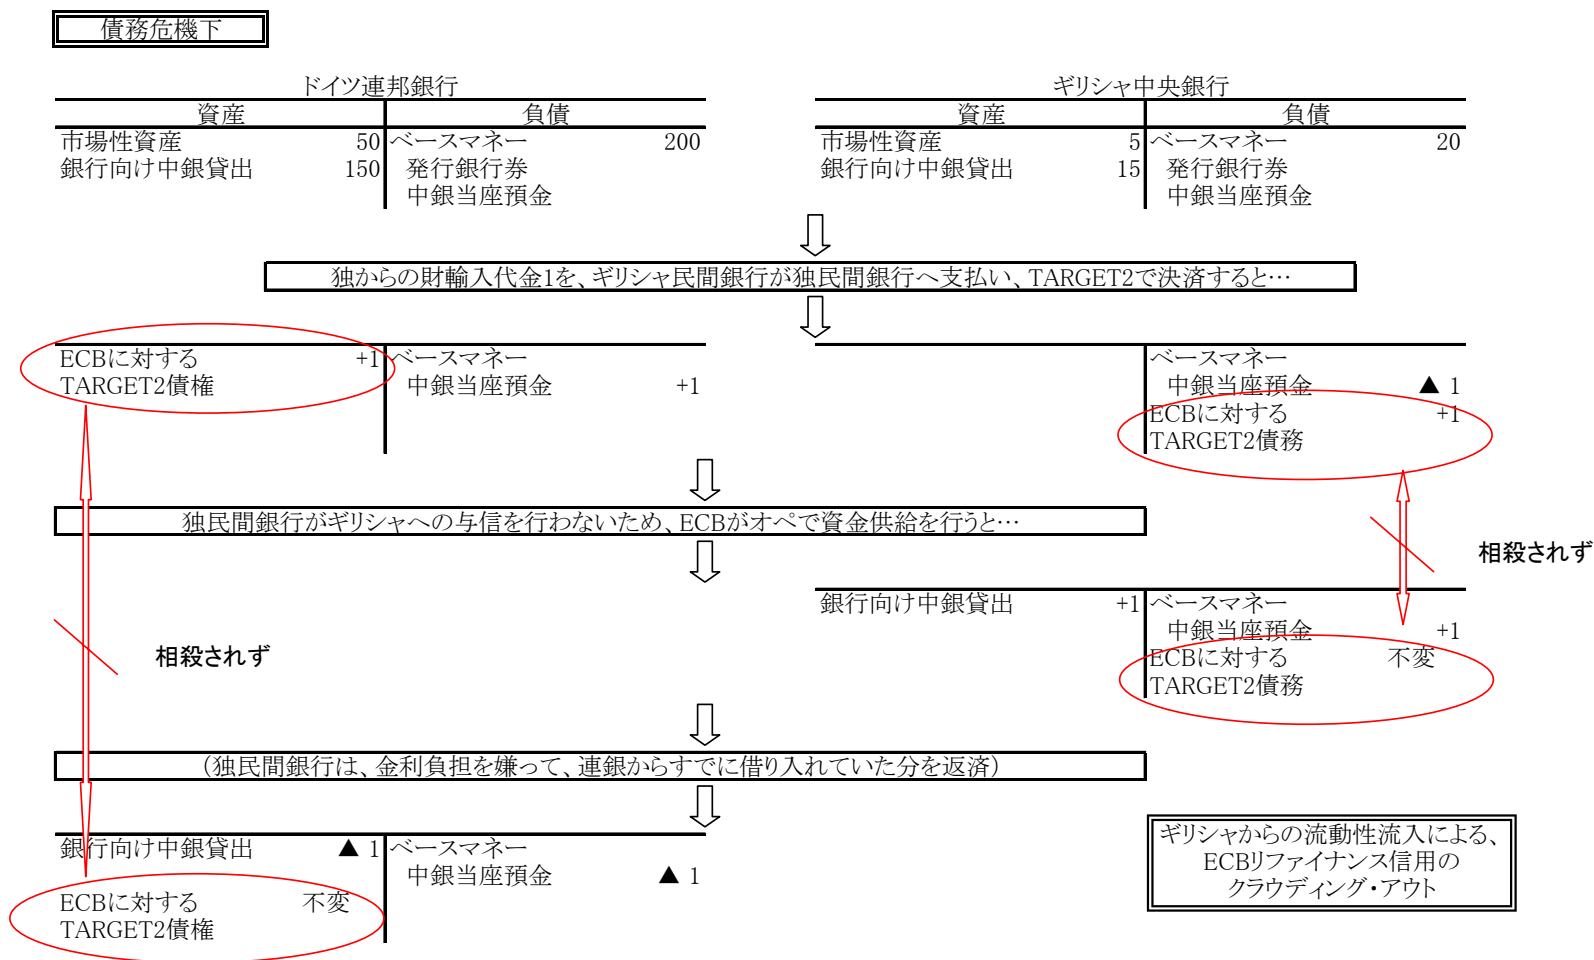 債務危機下
ドイツ連邦銀行 ギリシャ中央銀行
資産 負債 資産 負債
市場性資産 50 ベースマネー 200 市場性資産 5 ベースマネー 20
銀行向け中銀貸出 150 発行銀行券 銀行向け中銀貸出 15 発行銀行券
中銀当座預金 中銀当座預金
独からの財輸入代金1を、ギリシャ民間銀行が独民間銀行へ支払い、TARGET2で決済すると…
ECBに対する +1 ベースマネー ベースマネー
TARGET2債権 中銀当座預金 +1 中銀当座預金 ▲ 1
ECBに対する +1
TARGET2債務
独民間銀行がギリシャへの与信を行わないため、ECBがオペで資金供給を行うと…
相殺されず
銀行向け中銀貸出 +1 ベースマネー
中銀当座預金 +1
相殺されず ECBに対する 不変
TARGET2債務
(独民間銀行は、金利負担を嫌って、連銀からすでに借り入れていた分を返済)
銀行向け中銀貸出 ▲ 1 ベースマネー
中銀当座預金 ▲ 1
ECBに対する 不変
TARGET2債権
ギリシャからの流動性流入による、
ECBリファイナンス信用の
クラウディング・アウト